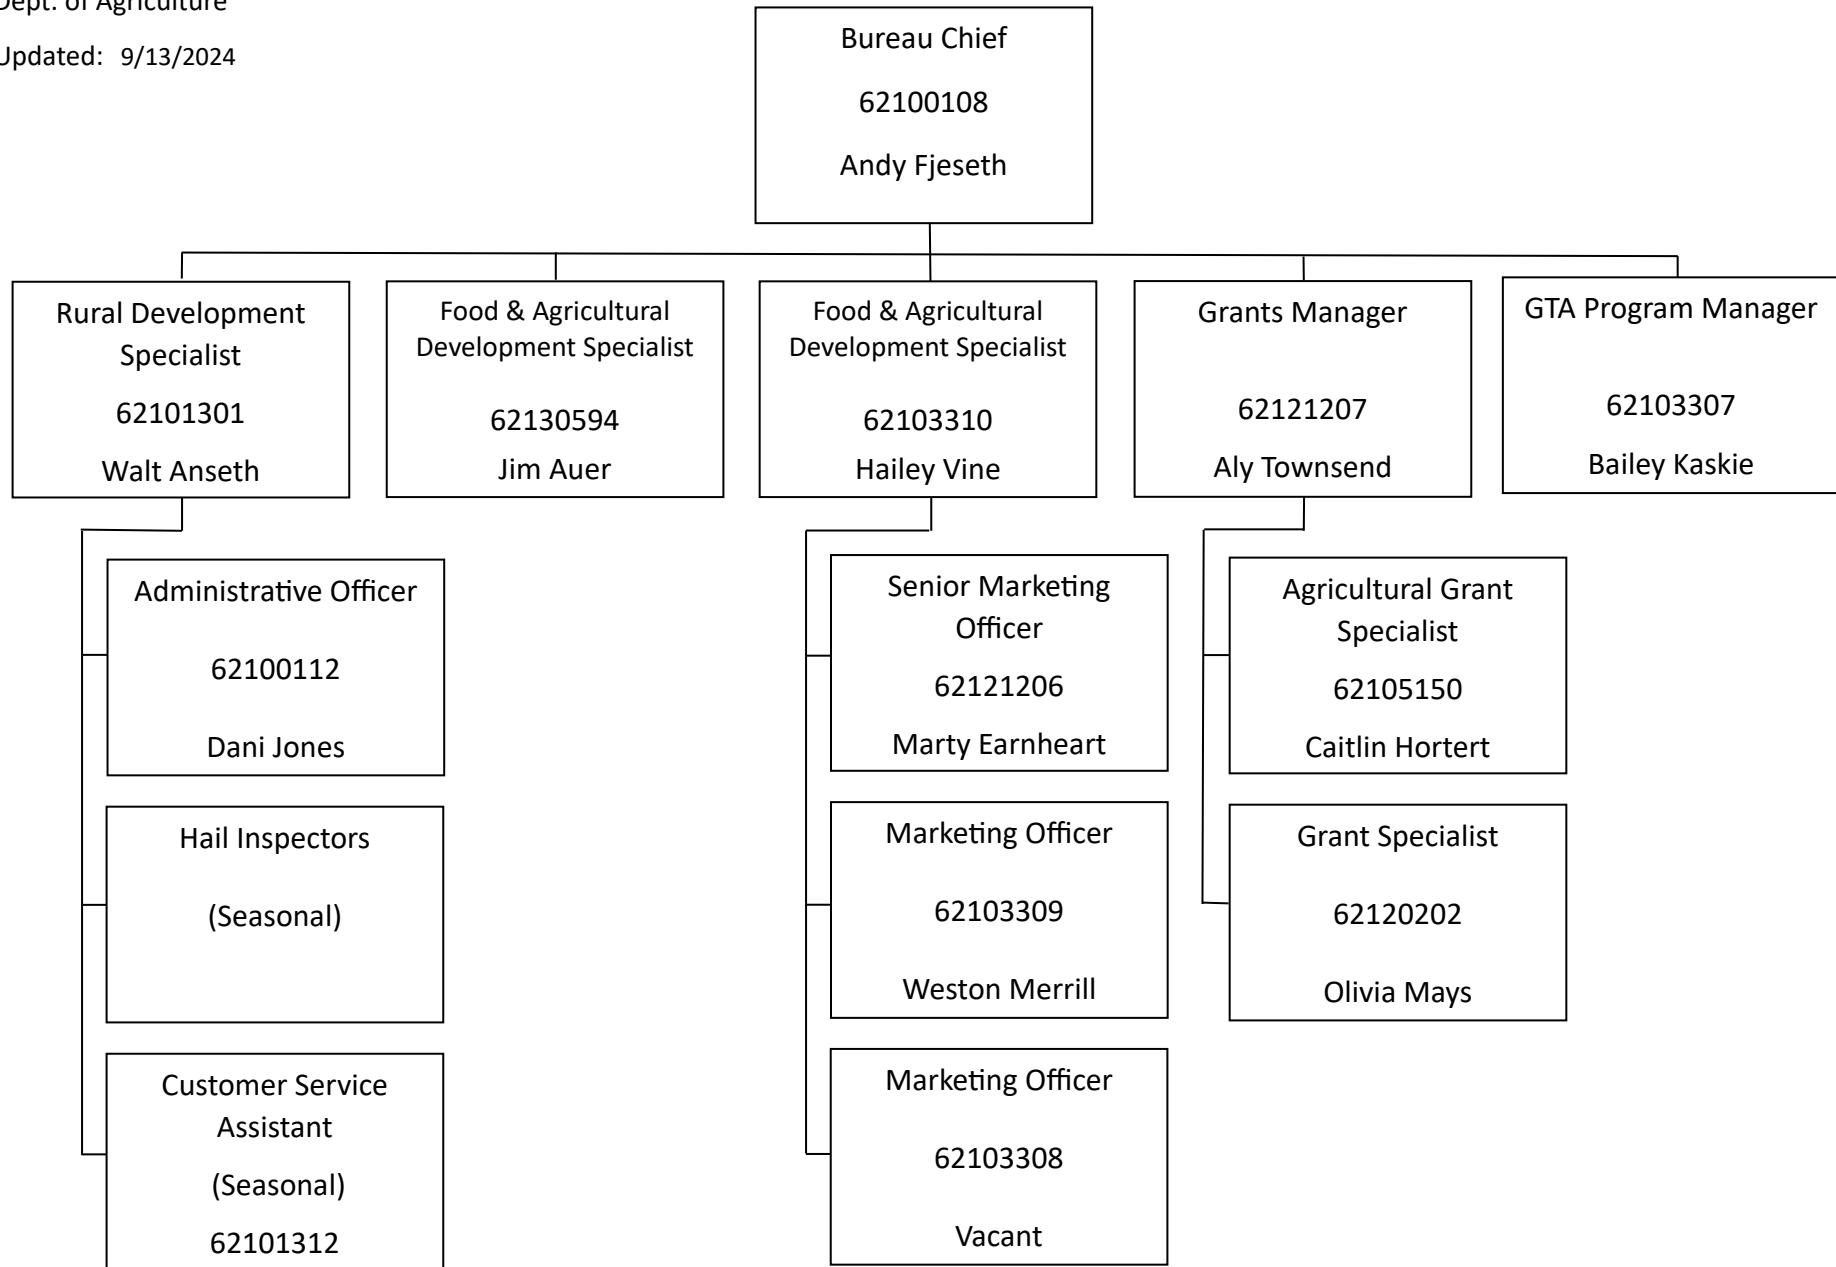 Dept. of Agriculture
Updated: 9/13/2024
Bureau Chief
62100108
Andy Fjeseth
Rural Development
Specialist
62101301
Walt Anseth
Food & Agricultural
Development Specialist
62130594
Jim Auer
Food & Agricultural
Development Specialist
62103310
Hailey Vine
Grants Manager
62121207
Aly Townsend
GTA Program Manager
62103307
Bailey Kaskie
Administrative Officer
62100112
Dani Jones
Hail Inspectors
(Seasonal)
Customer Service
Assistant
(Seasonal)
62101312
Senior Marketing
Officer
62121206
Marty Earnheart
Marketing Officer
62103309
Weston Merrill
Marketing Officer
62103308
Vacant
Agricultural Grant
Specialist
62105150
Caitlin Hortert
Grant Specialist
62120202
Olivia Mays